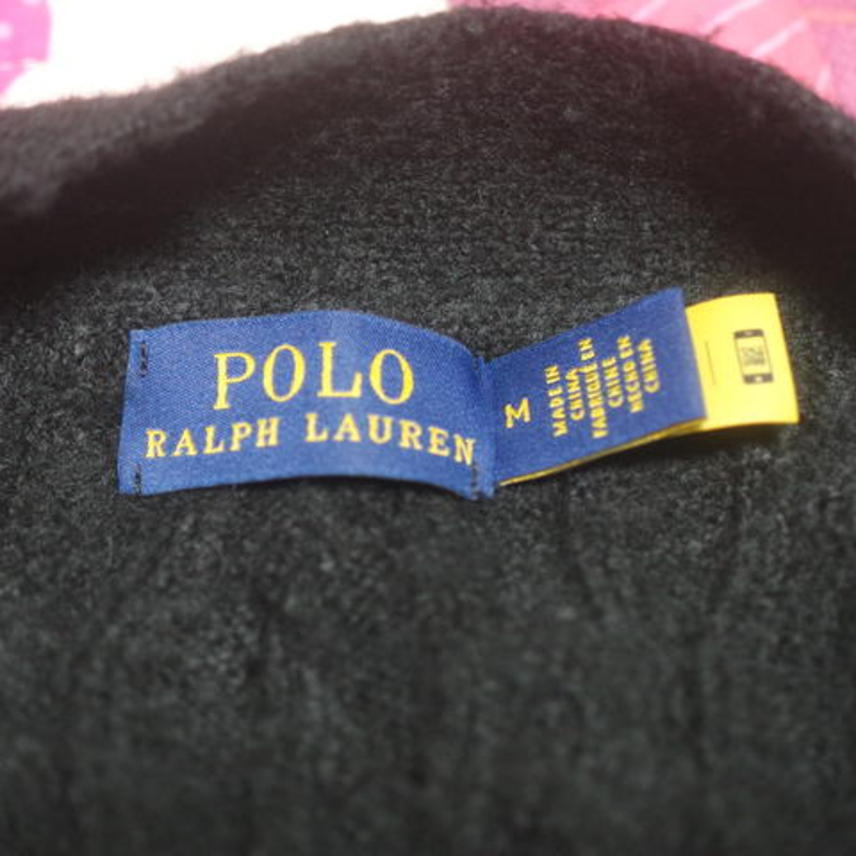 POLO
RALPH LAUREN
M
MADE IN
CHINA
FABRIQUÉ EN
CHINE
HECHO EN
CHINA